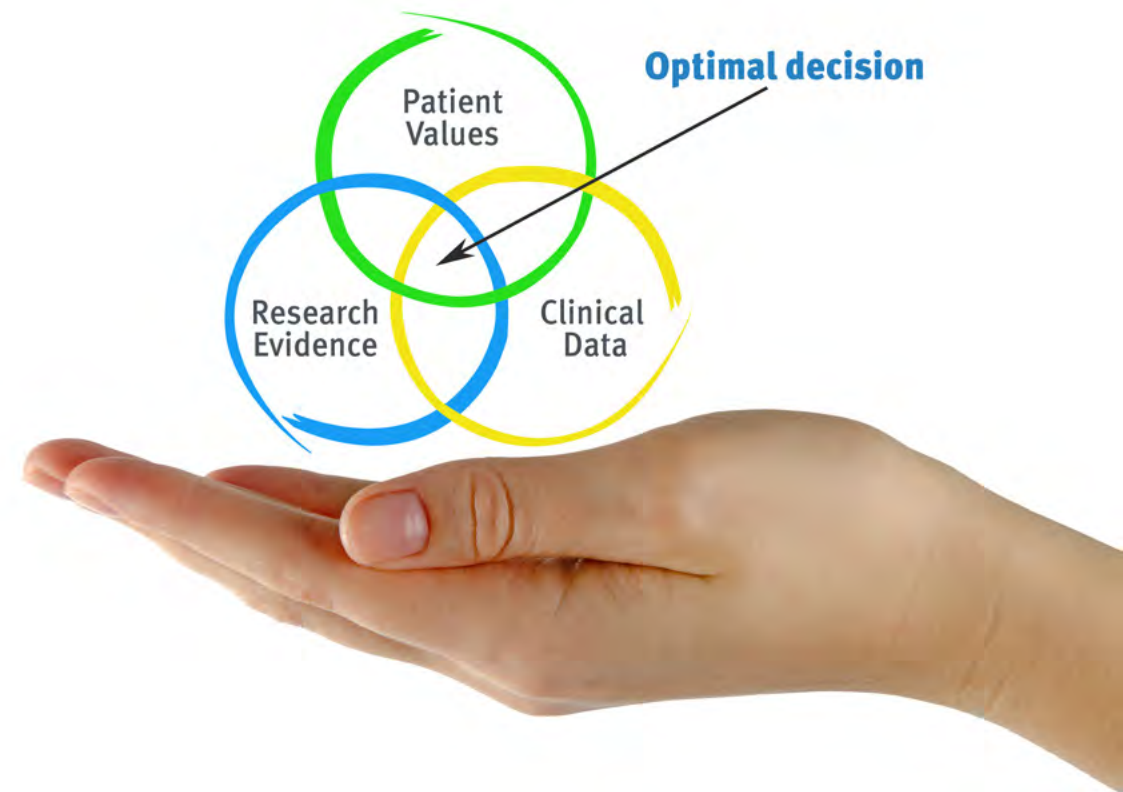 Optimal decision
Patient
Values
Research
Evidence
Clinical
Data